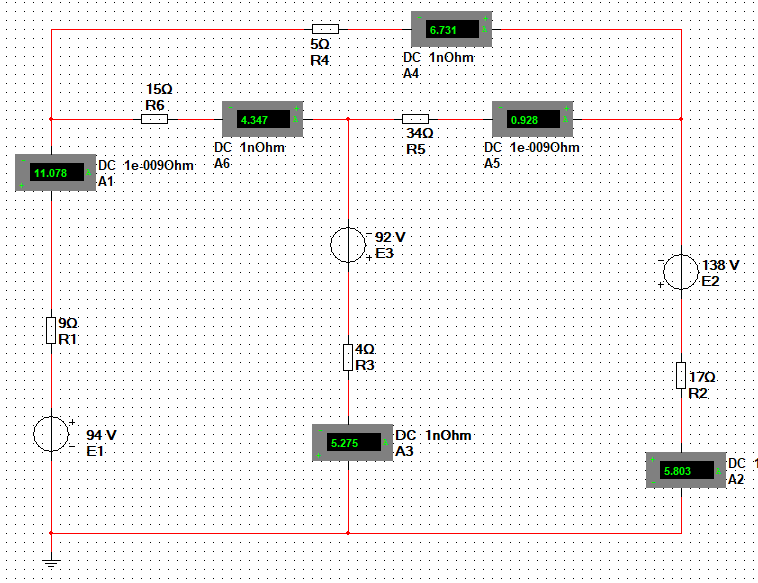 6.731
5Ω
R4
DC 1nOhm
A4
15Ω
R6
4.347
34Ω
R5
0.928
DC 1nOhm
A6
DC 1e-009Ohm
A5
11.078
DC 1e-009Ohm
A1
92 V
E3
138 V
E2
9Ω
R1
4Ω
R3
17Ω
R2
94 V
E1
5.275
DC 1nOhm
A3
5.803
DC 1
A2